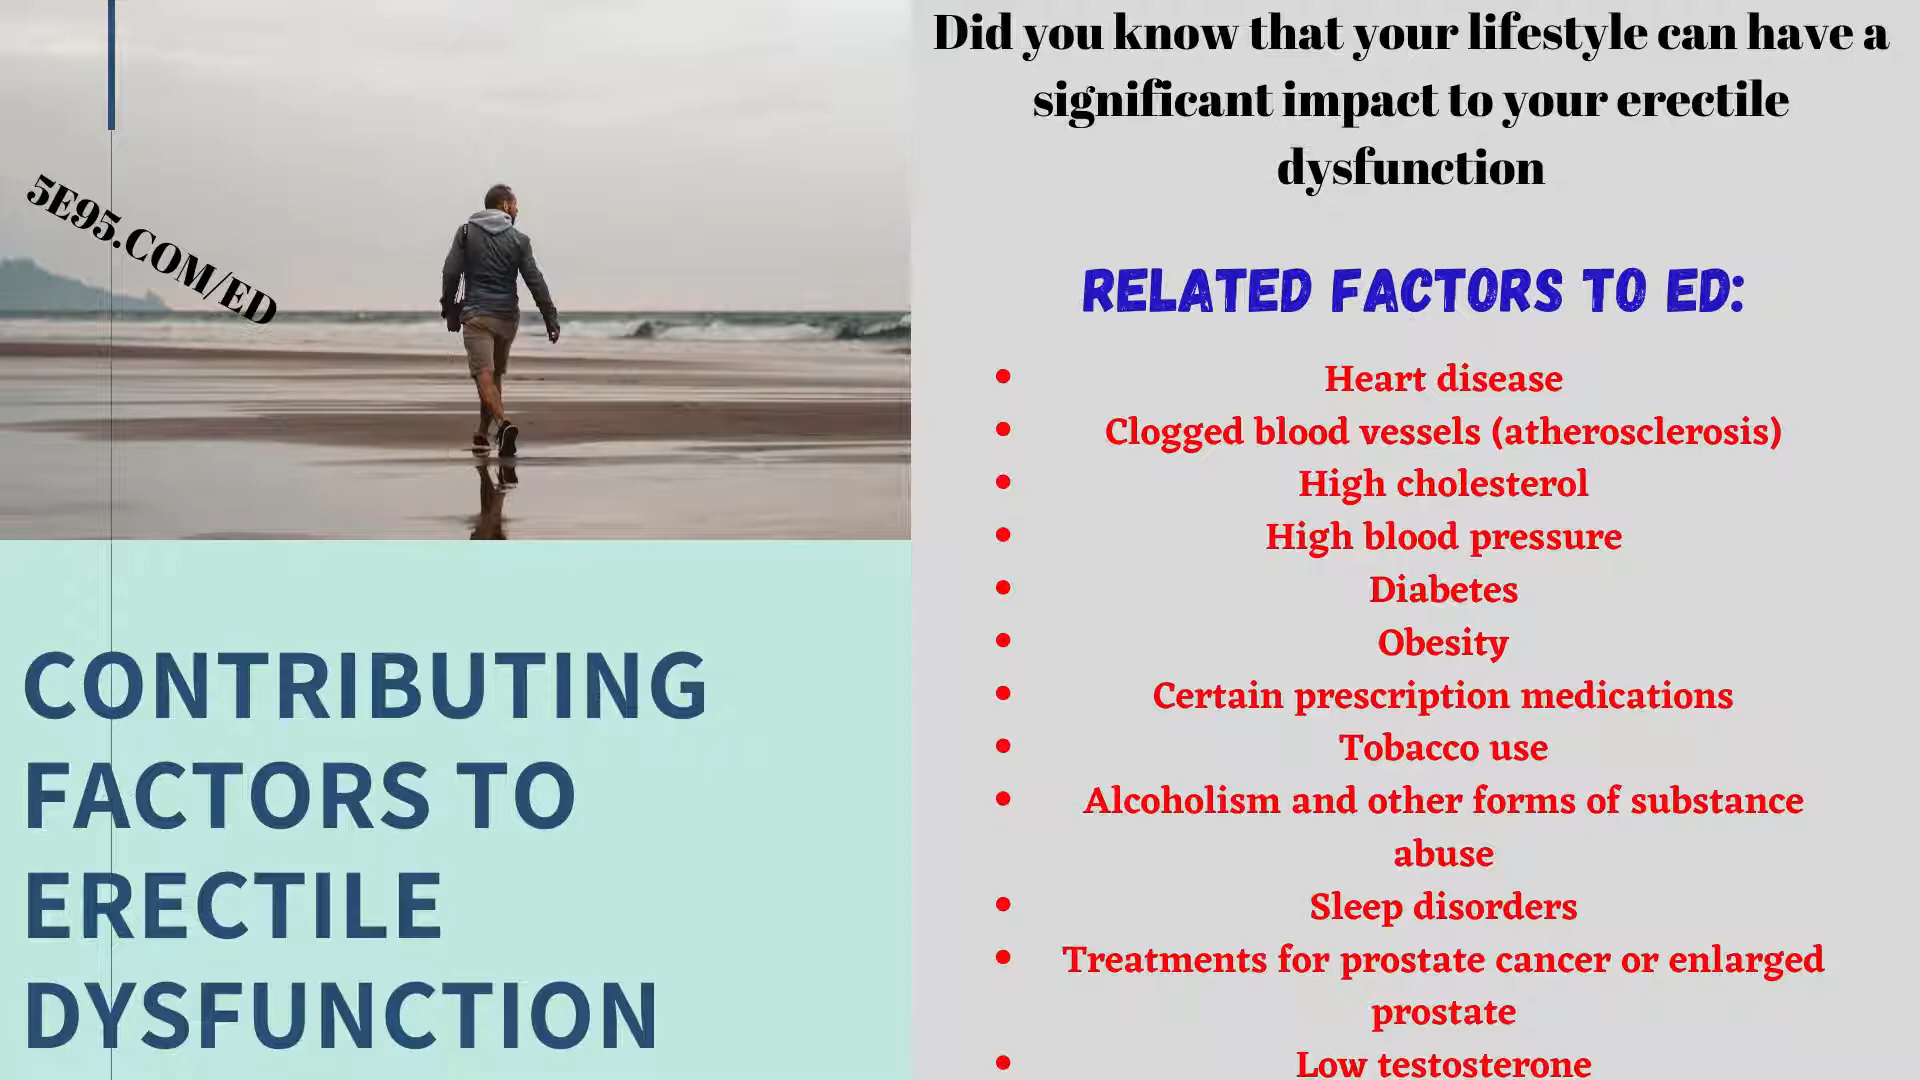 5E95.COM/ED
CONTRIBUTING
FACTORS TO
ERECTILE
DYSFUNCTION
Did you know that your lifestyle can have a
significant impact to your erectile
dysfunction
RELATED FACTORS TO ED:
• Heart disease
• Clogged blood vessels (atherosclerosis)
• High cholesterol
• High blood pressure
• Diabetes
• Obesity
• Certain prescription medications
• Tobacco use
• Alcoholism and other forms of substance
abuse
• Sleep disorders
• Treatments for prostate cancer or enlarged
prostate
• Low testosterone